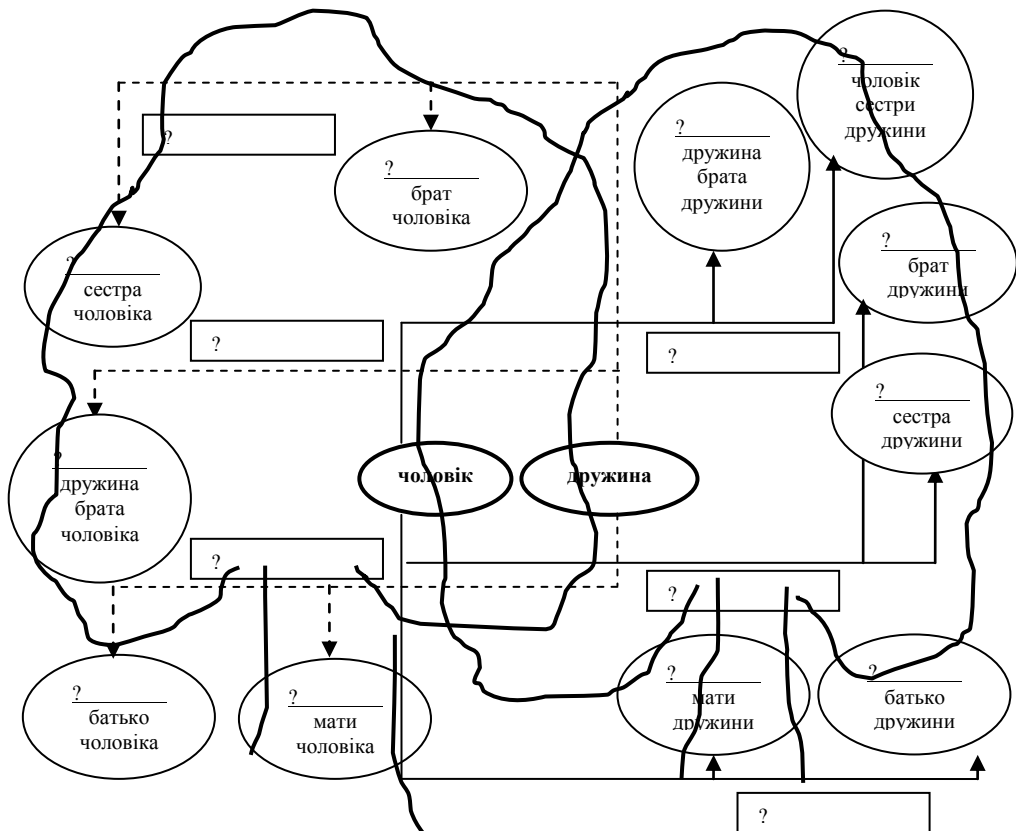 ?
чоловік
сестри
дружини
?
?
брат
чоловіка
?
дружина
брата
дружини
?
сестра
чоловіка
?
брат
дружини
?
?
?
сестра
дружини
?
дружина
брата
чоловіка
чоловік
дружина
?
?
?
батько
чоловіка
?
мати
чоловіка
?
мати
дружини
?
батько
дружини
?